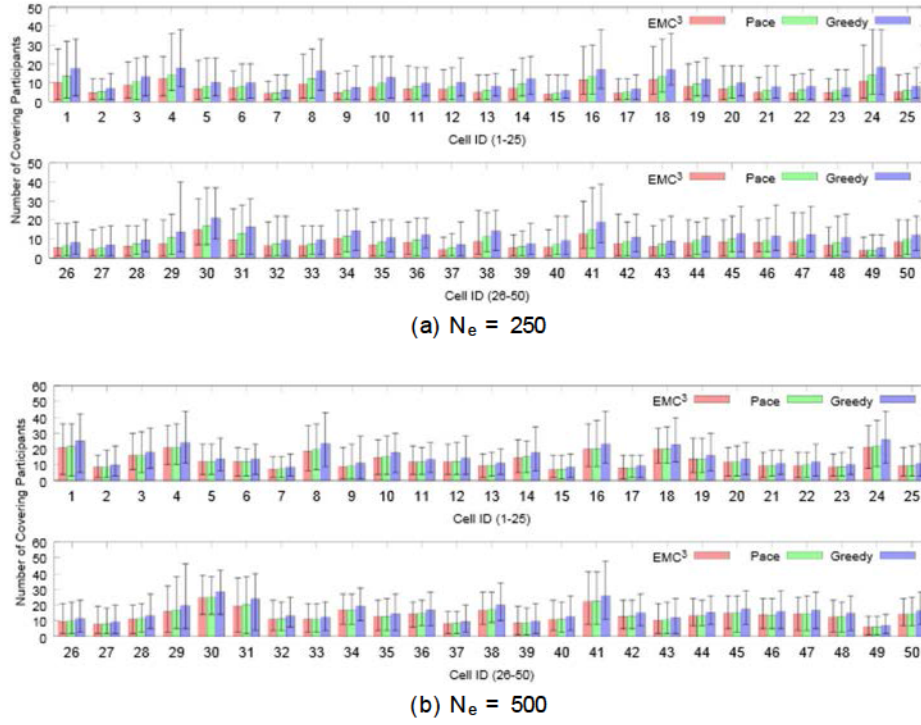 EMC³ Pace Greedy
50
40
30
20
10
0
1 2 3 4 5 6 7 8 9 10 11 12 13 14 15 16 17 18 19 20 21 22 23 24 25
Cell ID (1-25)
Number of Covering Participants
EMC³ Pace Greedy
50
40
30
20
10
0
26 27 28 29 30 31 32 33 34 35 36 37 38 39 40 41 42 43 44 45 46 47 48 49 50
Cell ID (26-50)
(a) Nₑ = 250
EMC³ Pace Greedy
60
50
40
30
20
10
0
1 2 3 4 5 6 7 8 9 10 11 12 13 14 15 16 17 18 19 20 21 22 23 24 25
Cell ID (1-25)
Number of Covering Participants
EMC³ Pace Greedy
60
50
40
30
20
10
0
26 27 28 29 30 31 32 33 34 35 36 37 38 39 40 41 42 43 44 45 46 47 48 49 50
Cell ID (26-50)
(b) Nₑ = 500